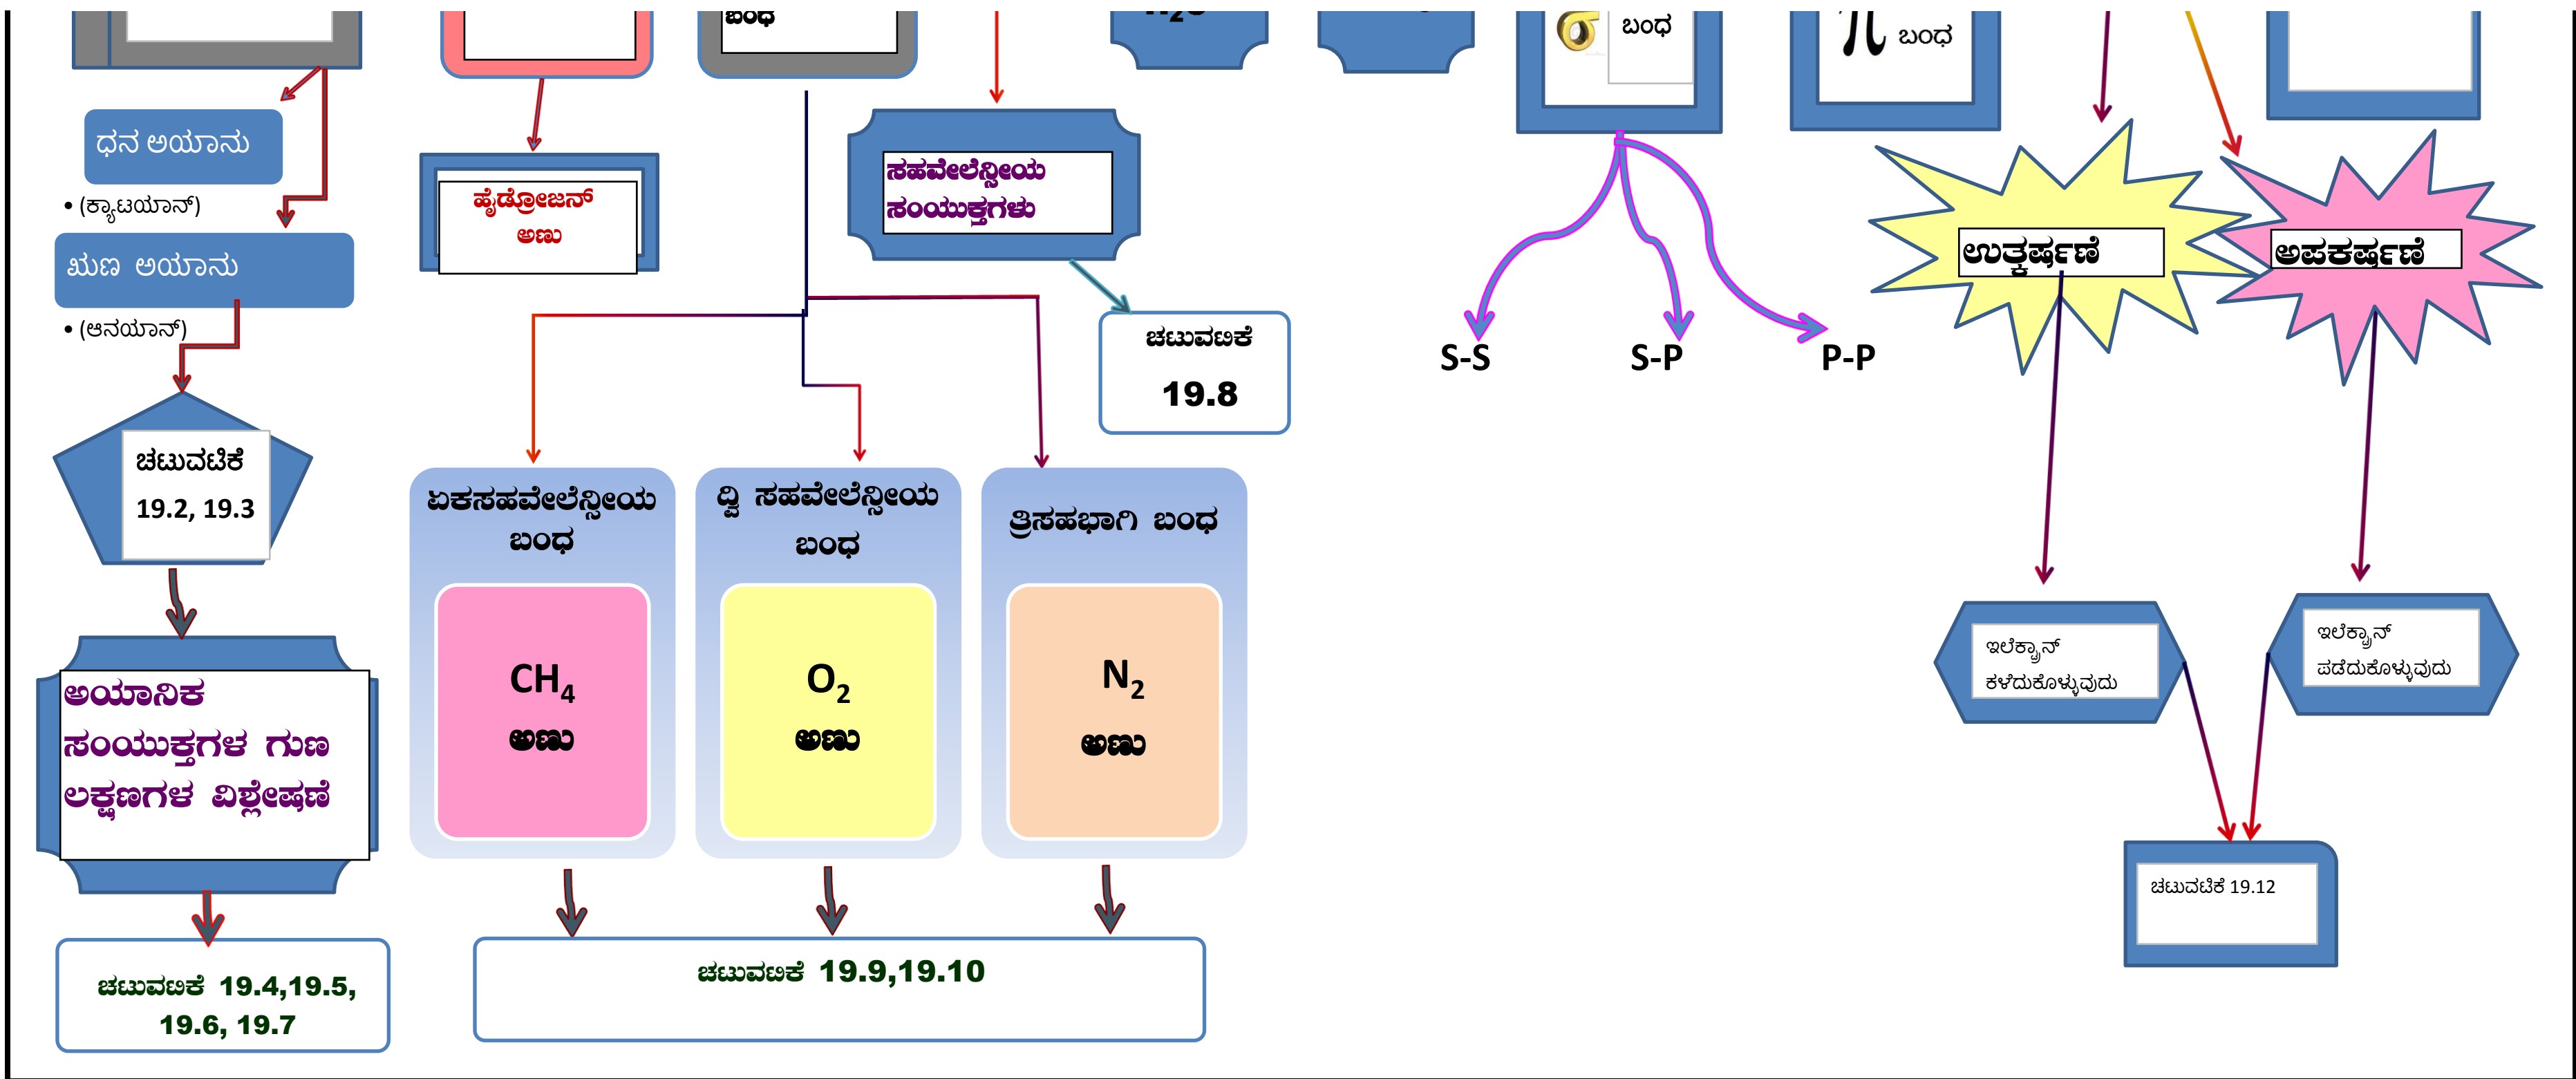 ಬಂಧ
ಬಂಧ
π ಬಂಧ
ಧನ ಅಯಾನು
• (ಕ್ಯಾಟಯಾನ್)
ಋಣ ಅಯಾನು
• (ಆನಯಾನ್)
ಚಟುವಟಿಕೆ
19.2, 19.3
ಅಯಾನಿಕ
ಸಂಯುಕ್ತಗಳ ಗುಣ
ಲಕ್ಷಣಗಳ ವಿಶ್ಲೇಷಣೆ
ಚಟುವಟಿಕೆ 19.4,19.5,
19.6, 19.7
ಹೈಡ್ರೋಜನ್
ಅಣು
ಸಹವೇಲೆನ್ಸೀಯ
ಸಂಯುಕ್ತಗಳು
ಚಟುವಟಿಕೆ
19.8
ಏಕಸಹವೇಲೆನ್ಸೀಯ
ಬಂಧ
CH4
ಅಣು
ದ್ವಿ ಸಹವೇಲೆನ್ಸೀಯ
ಬಂಧ
O2
ಅಣು
ತ್ರಿಸಹಭಾಗಿ ಬಂಧ
N2
ಅಣು
ಚಟುವಟಿಕೆ 19.9,19.10
S-S
S-P
P-P
ಉತ್ಕರ್ಷಣೆ
ಅಪಕರ್ಷಣೆ
ಇಲೆಕ್ಟ್ರಾನ್
ಕಳೆದುಕೊಳ್ಳುವುದು
ಇಲೆಕ್ಟ್ರಾನ್
ಪಡೆದುಕೊಳ್ಳುವುದು
ಚಟುವಟಿಕೆ 19.12